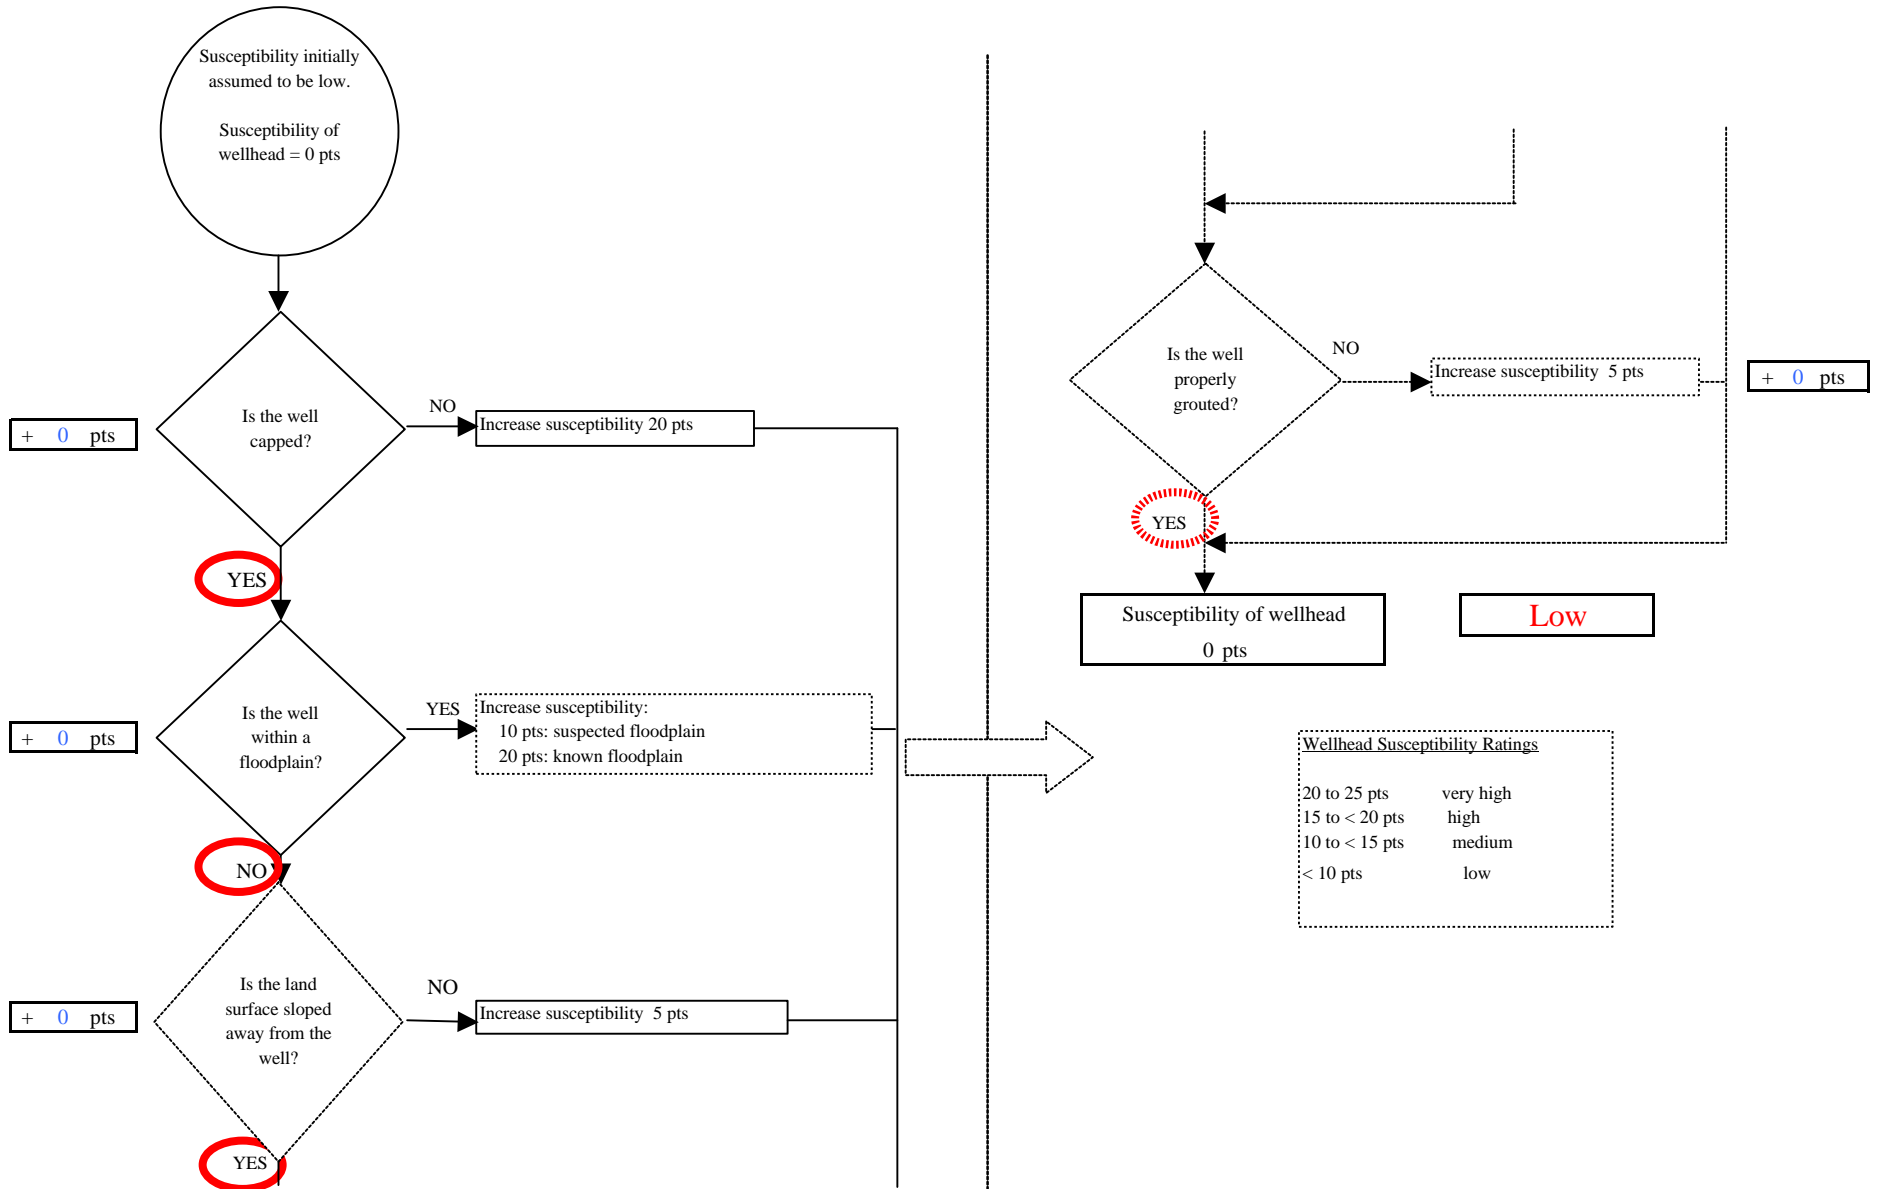 Susceptibility initially
assumed to be low.
Susceptibility of
wellhead = 0 pts
+ 0 pts
Is the well
capped?
NO
Increase susceptibility 20 pts
YES
+ 0 pts
Is the well
within a
floodplain?
YES
Increase susceptibility:
10 pts: suspected floodplain
20 pts: known floodplain
NO
+ 0 pts
Is the land
surface sloped
away from the
well?
NO
Increase susceptibility 5 pts
YES
Is the well
properly
grouted?
NO
Increase susceptibility 5 pts
+ 0 pts
YES
Susceptibility of wellhead
0 pts
Low
Wellhead Susceptibility Ratings
20 to 25 pts very high
15 to < 20 pts high
10 to < 15 pts medium
< 10 pts low